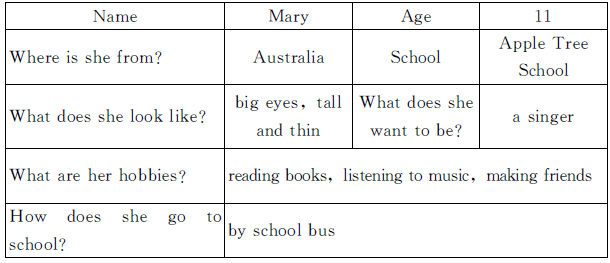 Name Mary Age 11
Where is she from? Australia School Apple Tree
School
What does she look like? big eyes, tall
and thin What does she
want to be? a singer
What are her hobbies? reading books, listening to music, making friends
How does she go to
school? by school bus